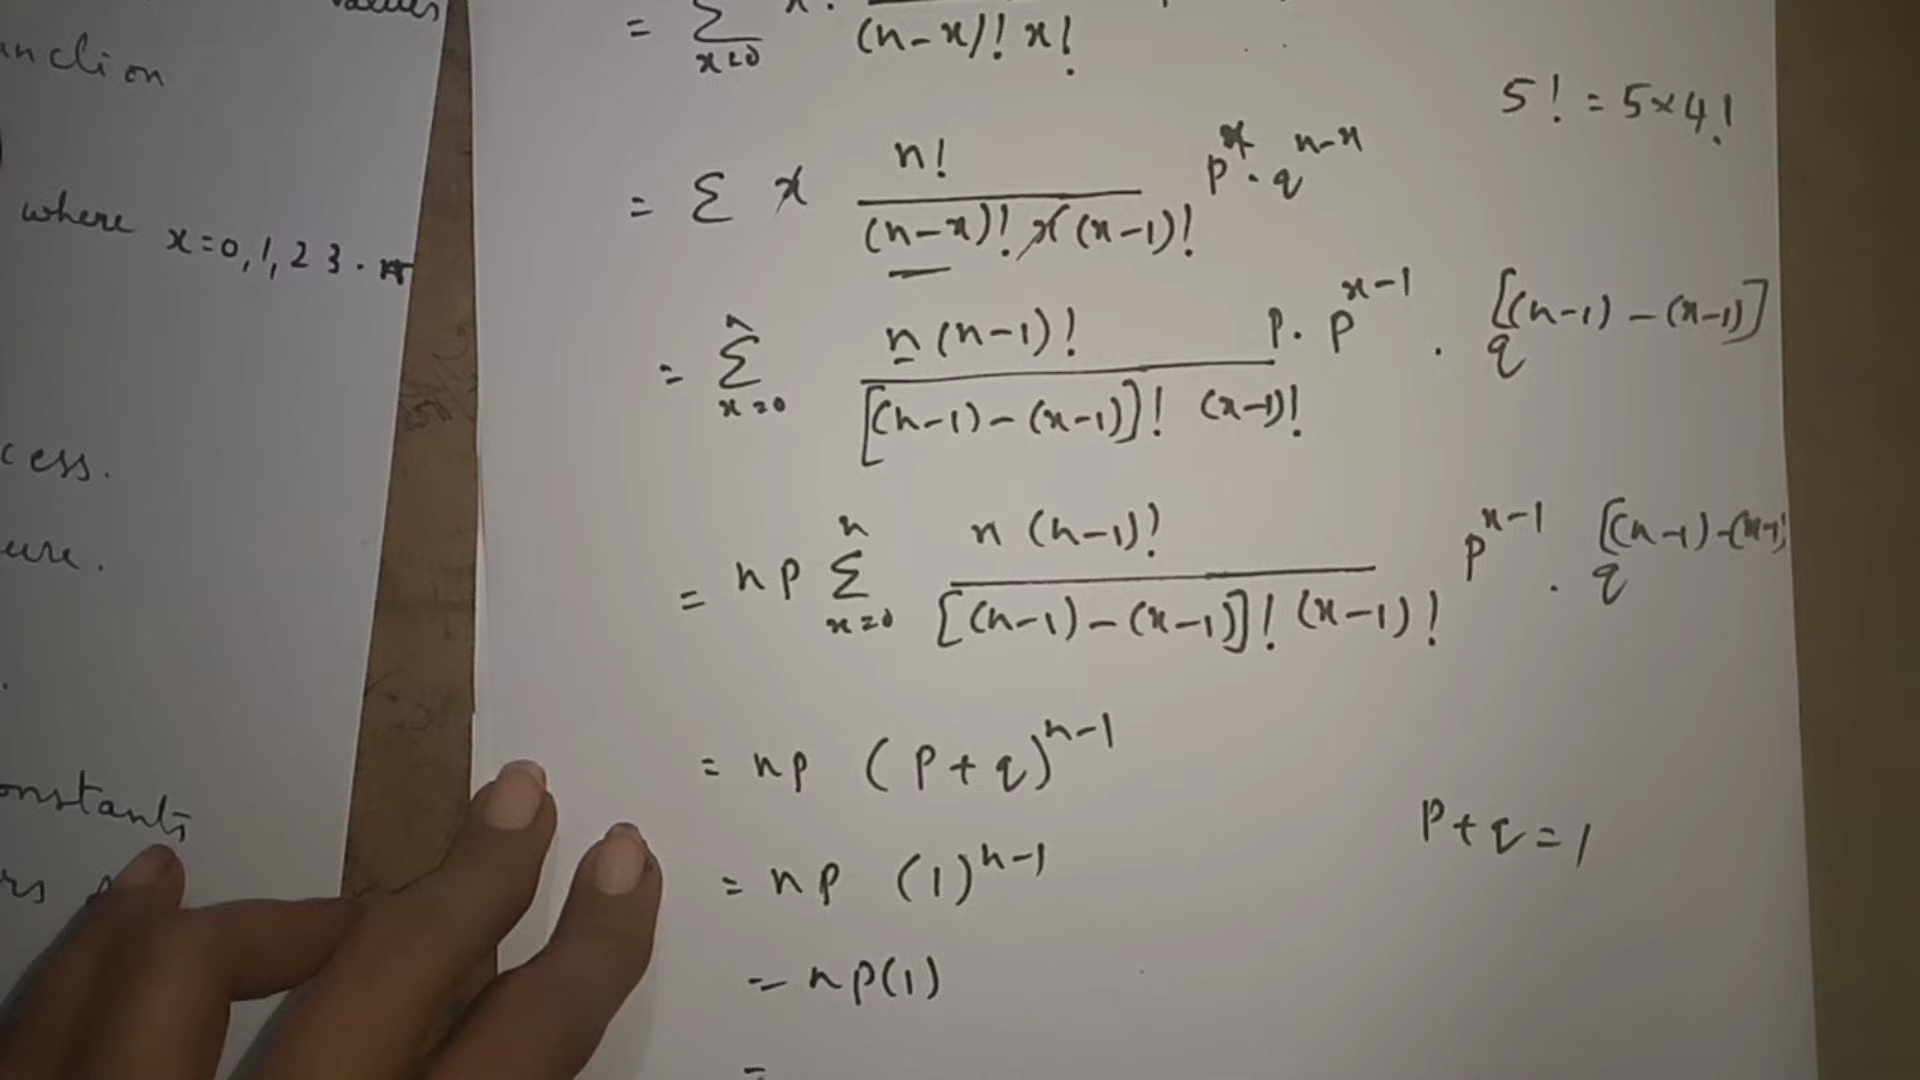 unction
where x=0,1,2 3 .
cess.
ure.
onstants
rs
= Σ x=0 x. / (n-x)! x!
5! = 5×4!
= Σ x n! / (n-x)! x (x-1)! p^x . q^n-x
= Σ^n x=0 n (n-1)! / [(n-1) - (x-1)]! (x-1)! p. p^x-1 . q^[(n-1) - (x-1)]
= np Σ^n x=0 n (n-1)! / [(n-1) - (x-1)]! (x-1)! p^x-1 . q^[(n-1)-(x-1)
= np (p+q)^n-1
p+q=1
= np (1)^n-1
= np(1)
=